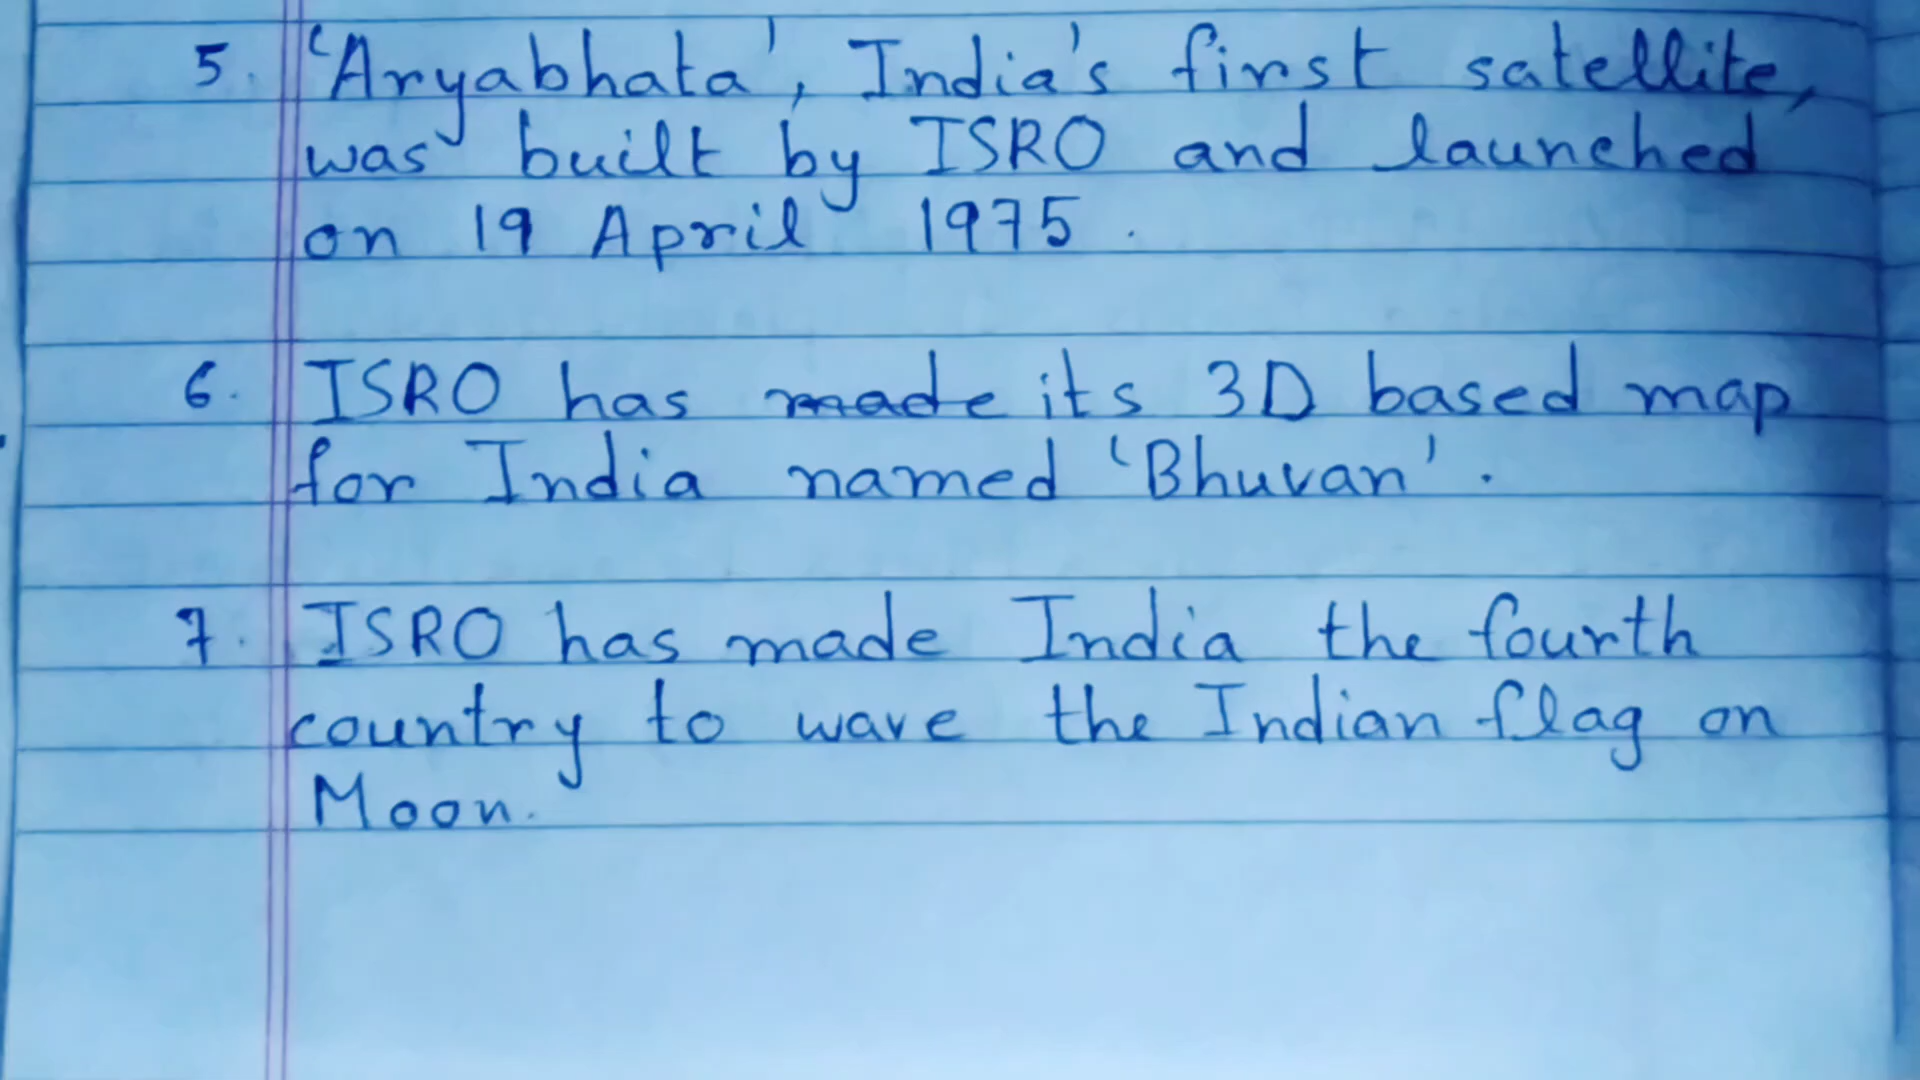 5. 'Aryabhata', India's first satellite,
was built by ISRO and launched
on 19 April 1975.
6. ISRO has made its 3D based map
for India named 'Bhuvan'.
7. ISRO has made India the fourth
country to wave the Indian flag on
Moon.